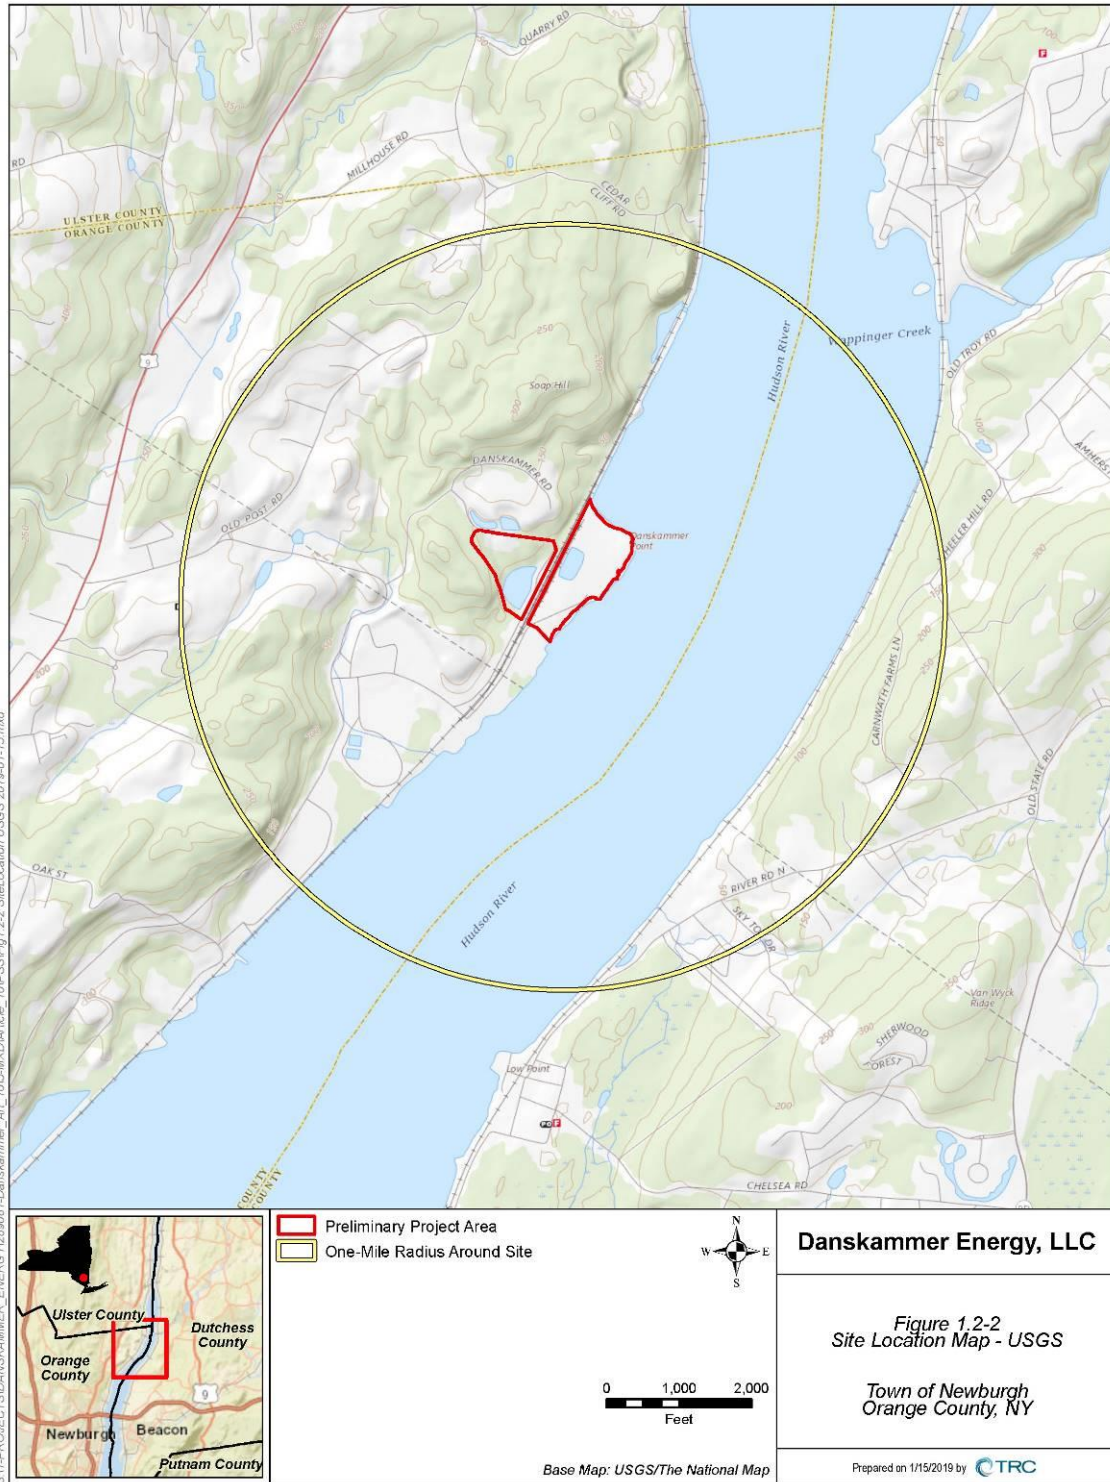 QUARRY RD
RD
MILLHOUSE RD
CEDAR
CLIFF RD
ULSTER COUNTY
ORANGE COUNTY
Hudson River
Wappinger Creek
OLD TROY RD
AMHERST
9
250
Soap Hill
300
DANSKAMMER RD
OLD POST RD
Danskammer
Point
WHEELER HILL RD
CARNWATH FARMS LN
OLD STATE RD
OAK ST
Hudson River
RIVER RD N
SKY TOP DR
Van Wyck
Ridge
SHERWOOD
FOREST
Low Point
PO F
CHELSEA RD
COUNTY
COUNTY
Ulster County
Dutchess
County
Orange
County
9
Newburgh
Beacon
Putnam County
Preliminary Project Area
One-Mile Radius Around Site
N
W E
S
0 1,000 2,000
Feet
Base Map: USGS/The National Map
Danskammer Energy, LLC
Figure 1.2-2
Site Location Map - USGS
Town of Newburgh
Orange County, NY
Prepared on 1/15/2019 by TRC